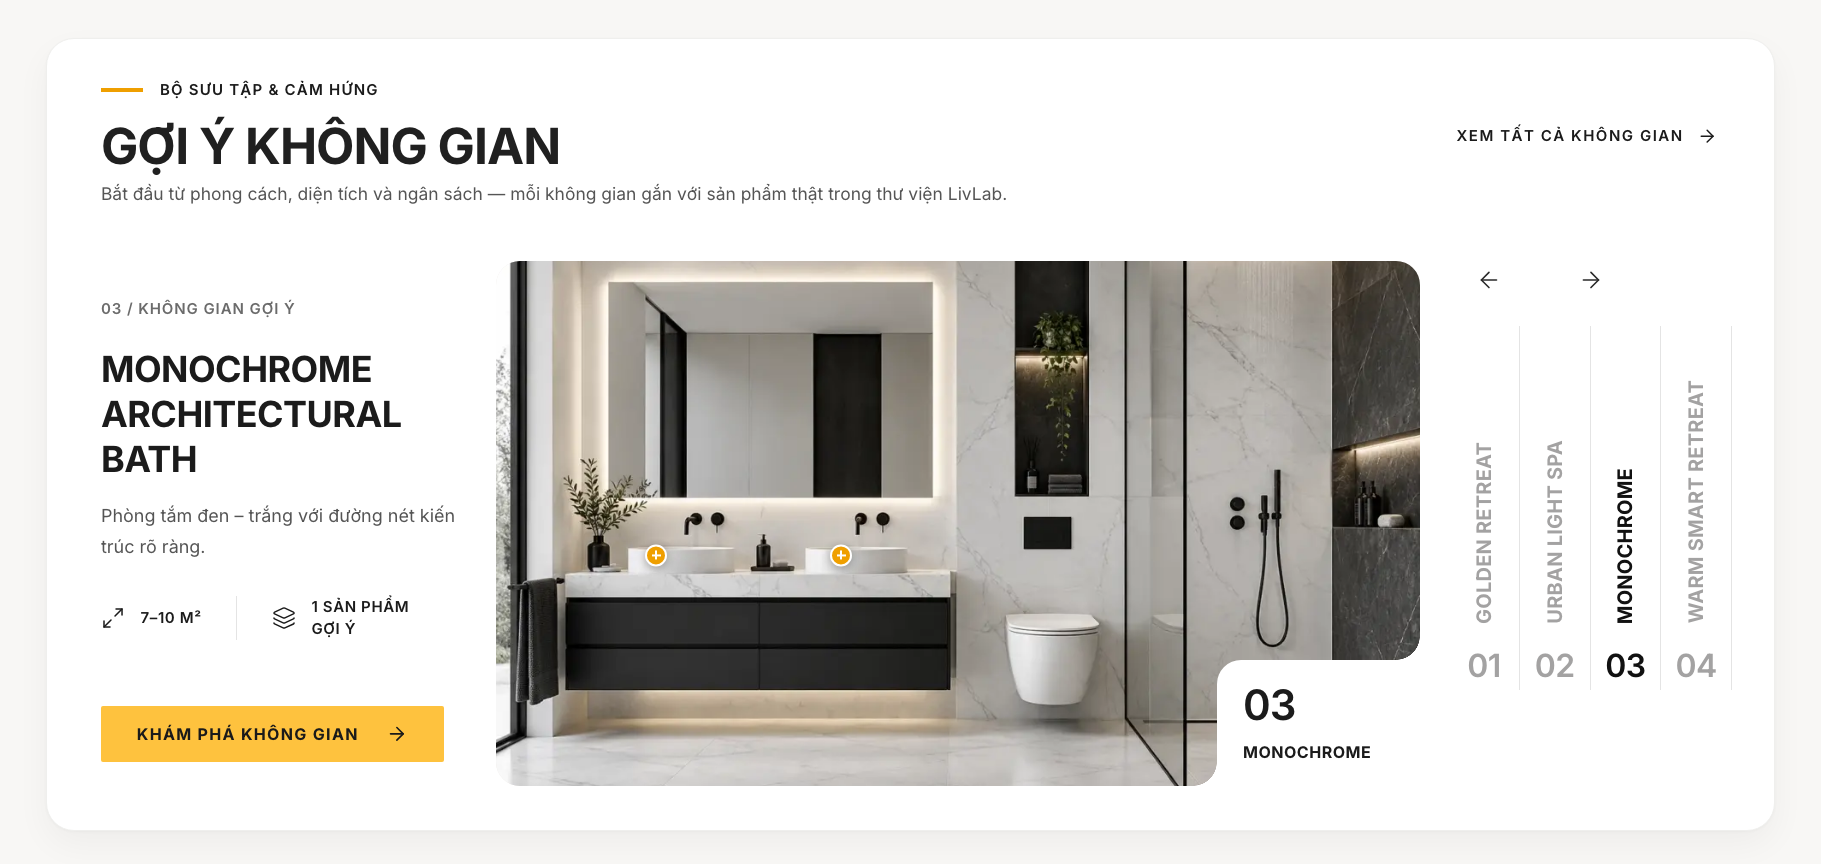 BỘ SƯU TẬP & CẢM HỨNG
GỢI Ý KHÔNG GIAN
Bắt đầu từ phong cách, diện tích và ngân sách — mỗi không gian gắn với sản phẩm thật trong thư viện LivLab.
XEM TẤT CẢ KHÔNG GIAN
03 / KHÔNG GIAN GỢI Ý
MONOCHROME
ARCHITECTURAL
BATH
Phòng tắm đen – trắng với đường nét kiến
trúc rõ ràng.
7–10 M²
1 SẢN PHẨM
GỢI Ý
KHÁM PHÁ KHÔNG GIAN
03
MONOCHROME
GOLDEN RETREAT
01
URBAN LIGHT SPA
02
MONOCHROME
03
WARM SMART RETREAT
04